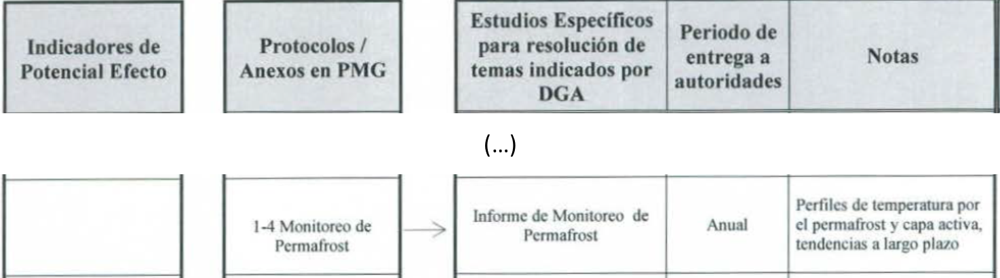 Indicadores de
Potencial Efecto
Protocolos /
Anexos en PMG
Estudios Específicos
para resolución de
temas indicados por
DGA
Periodo de
entrega a
autoridades
Notas
(...)
1-4 Monitoreo de
Permafrost
Informe de Monitoreo de
Permafrost
Anual
Perfiles de temperatura por
el permafrost y capa activa,
tendencias a largo plazo